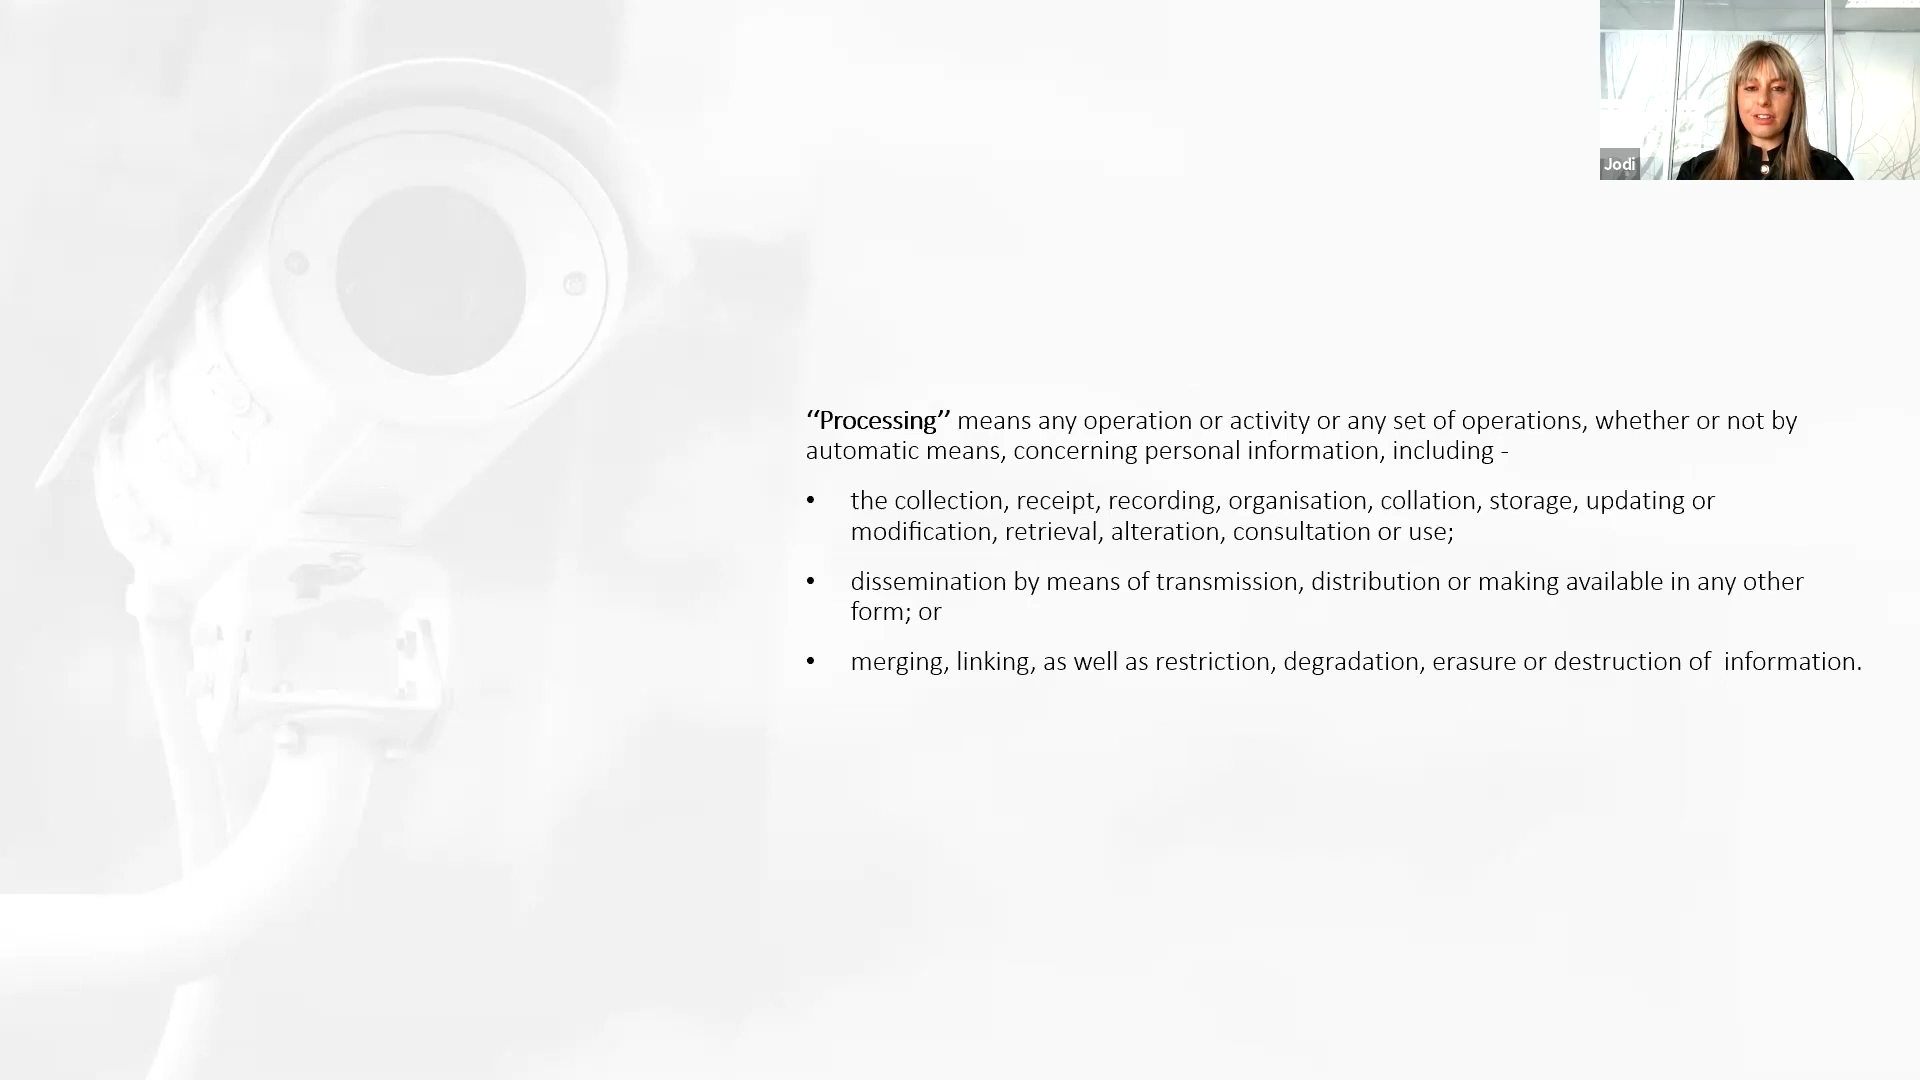 Jodi
‘‘Processing’’ means any operation or activity or any set of operations, whether or not by
automatic means, concerning personal information, including -
• the collection, receipt, recording, organisation, collation, storage, updating or
modification, retrieval, alteration, consultation or use;
• dissemination by means of transmission, distribution or making available in any other
form; or
• merging, linking, as well as restriction, degradation, erasure or destruction of  information.